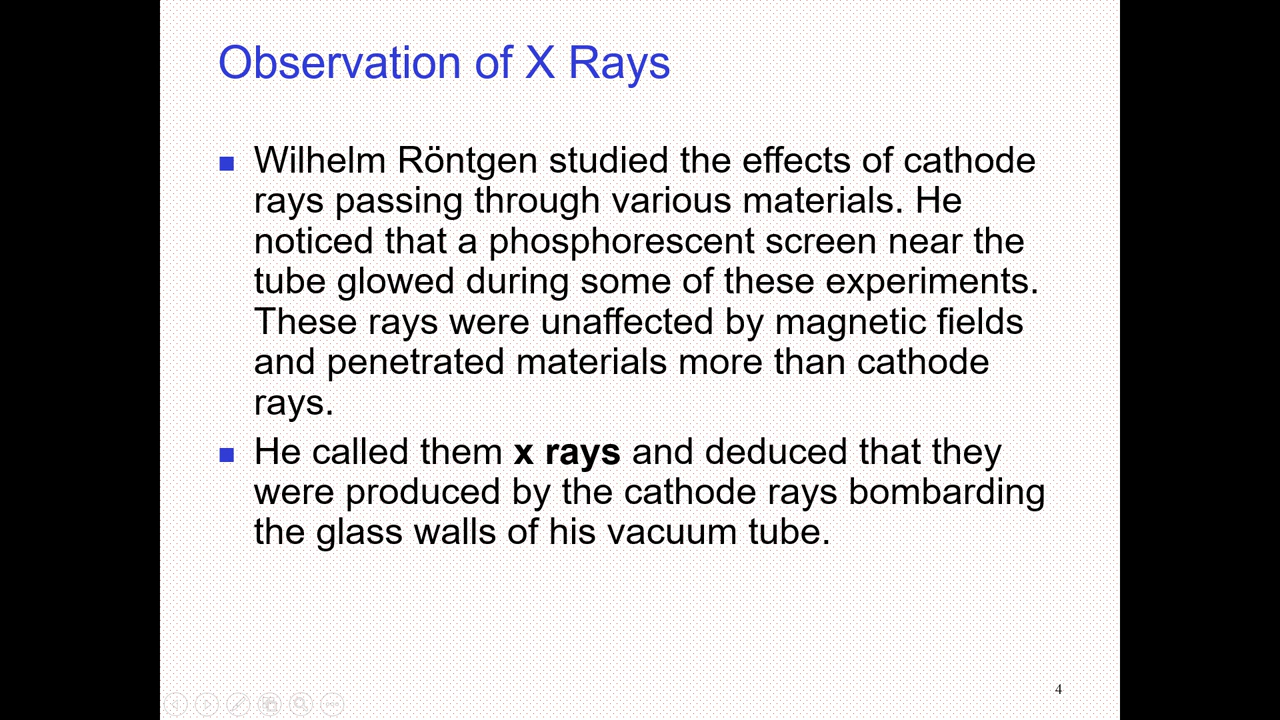 Observation of X Rays
Wilhelm Röntgen studied the effects of cathode
rays passing through various materials. He
noticed that a phosphorescent screen near the
tube glowed during some of these experiments.
These rays were unaffected by magnetic fields
and penetrated materials more than cathode
rays.
He called them x rays and deduced that they
were produced by the cathode rays bombarding
the glass walls of his vacuum tube.
4